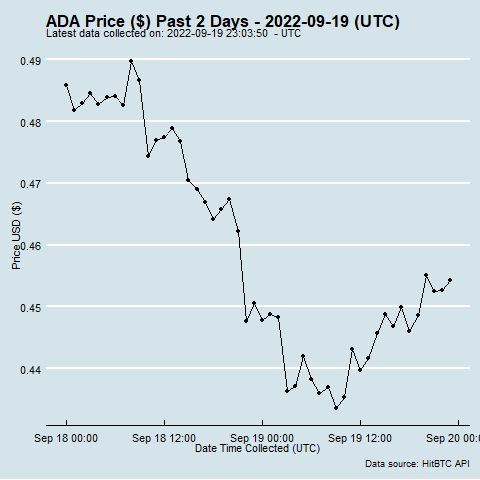 ADA Price ($) Past 2 Days - 2022-09-19 (UTC)
Latest data collected on: 2022-09-19 23:03:50 - UTC
0.49
0.48
0.47
0.46
0.45
0.44
Price USD ($)
Sep 18 00:00 Sep 18 12:00 Sep 19 00:00 Sep 19 12:00 Sep 20 00:0
Date Time Collected (UTC)
Data source: HitBTC API